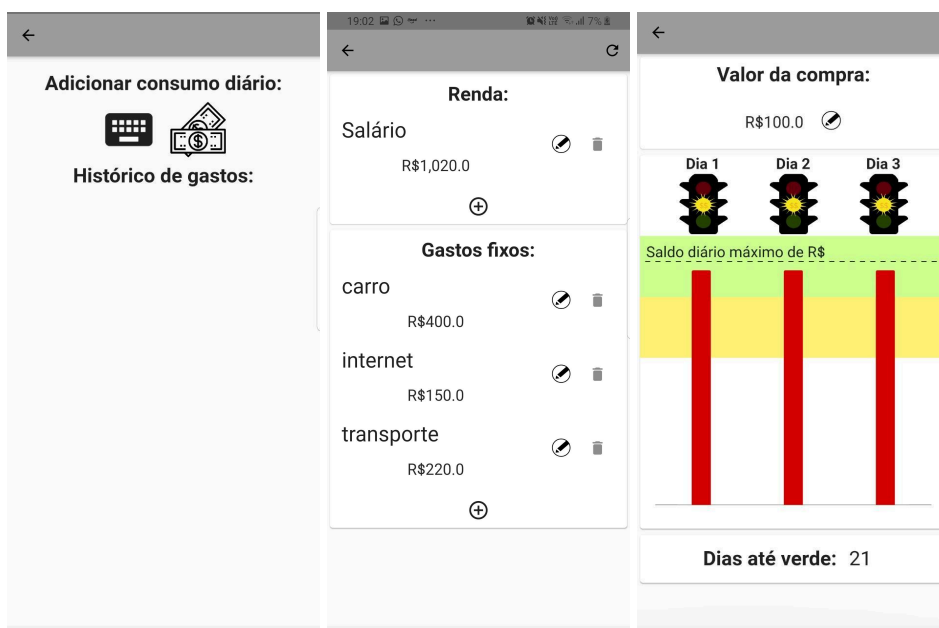 Adicionar consumo diário:
Histórico de gastos:
19:02
7%
Renda:
Salário
R$1,020.0
Gastos fixos:
carro
R$400.0
internet
R$150.0
transporte
R$220.0
Valor da compra:
R$100.0
Dia 1 Dia 2 Dia 3
Saldo diário máximo de R$
Dias até verde: 21